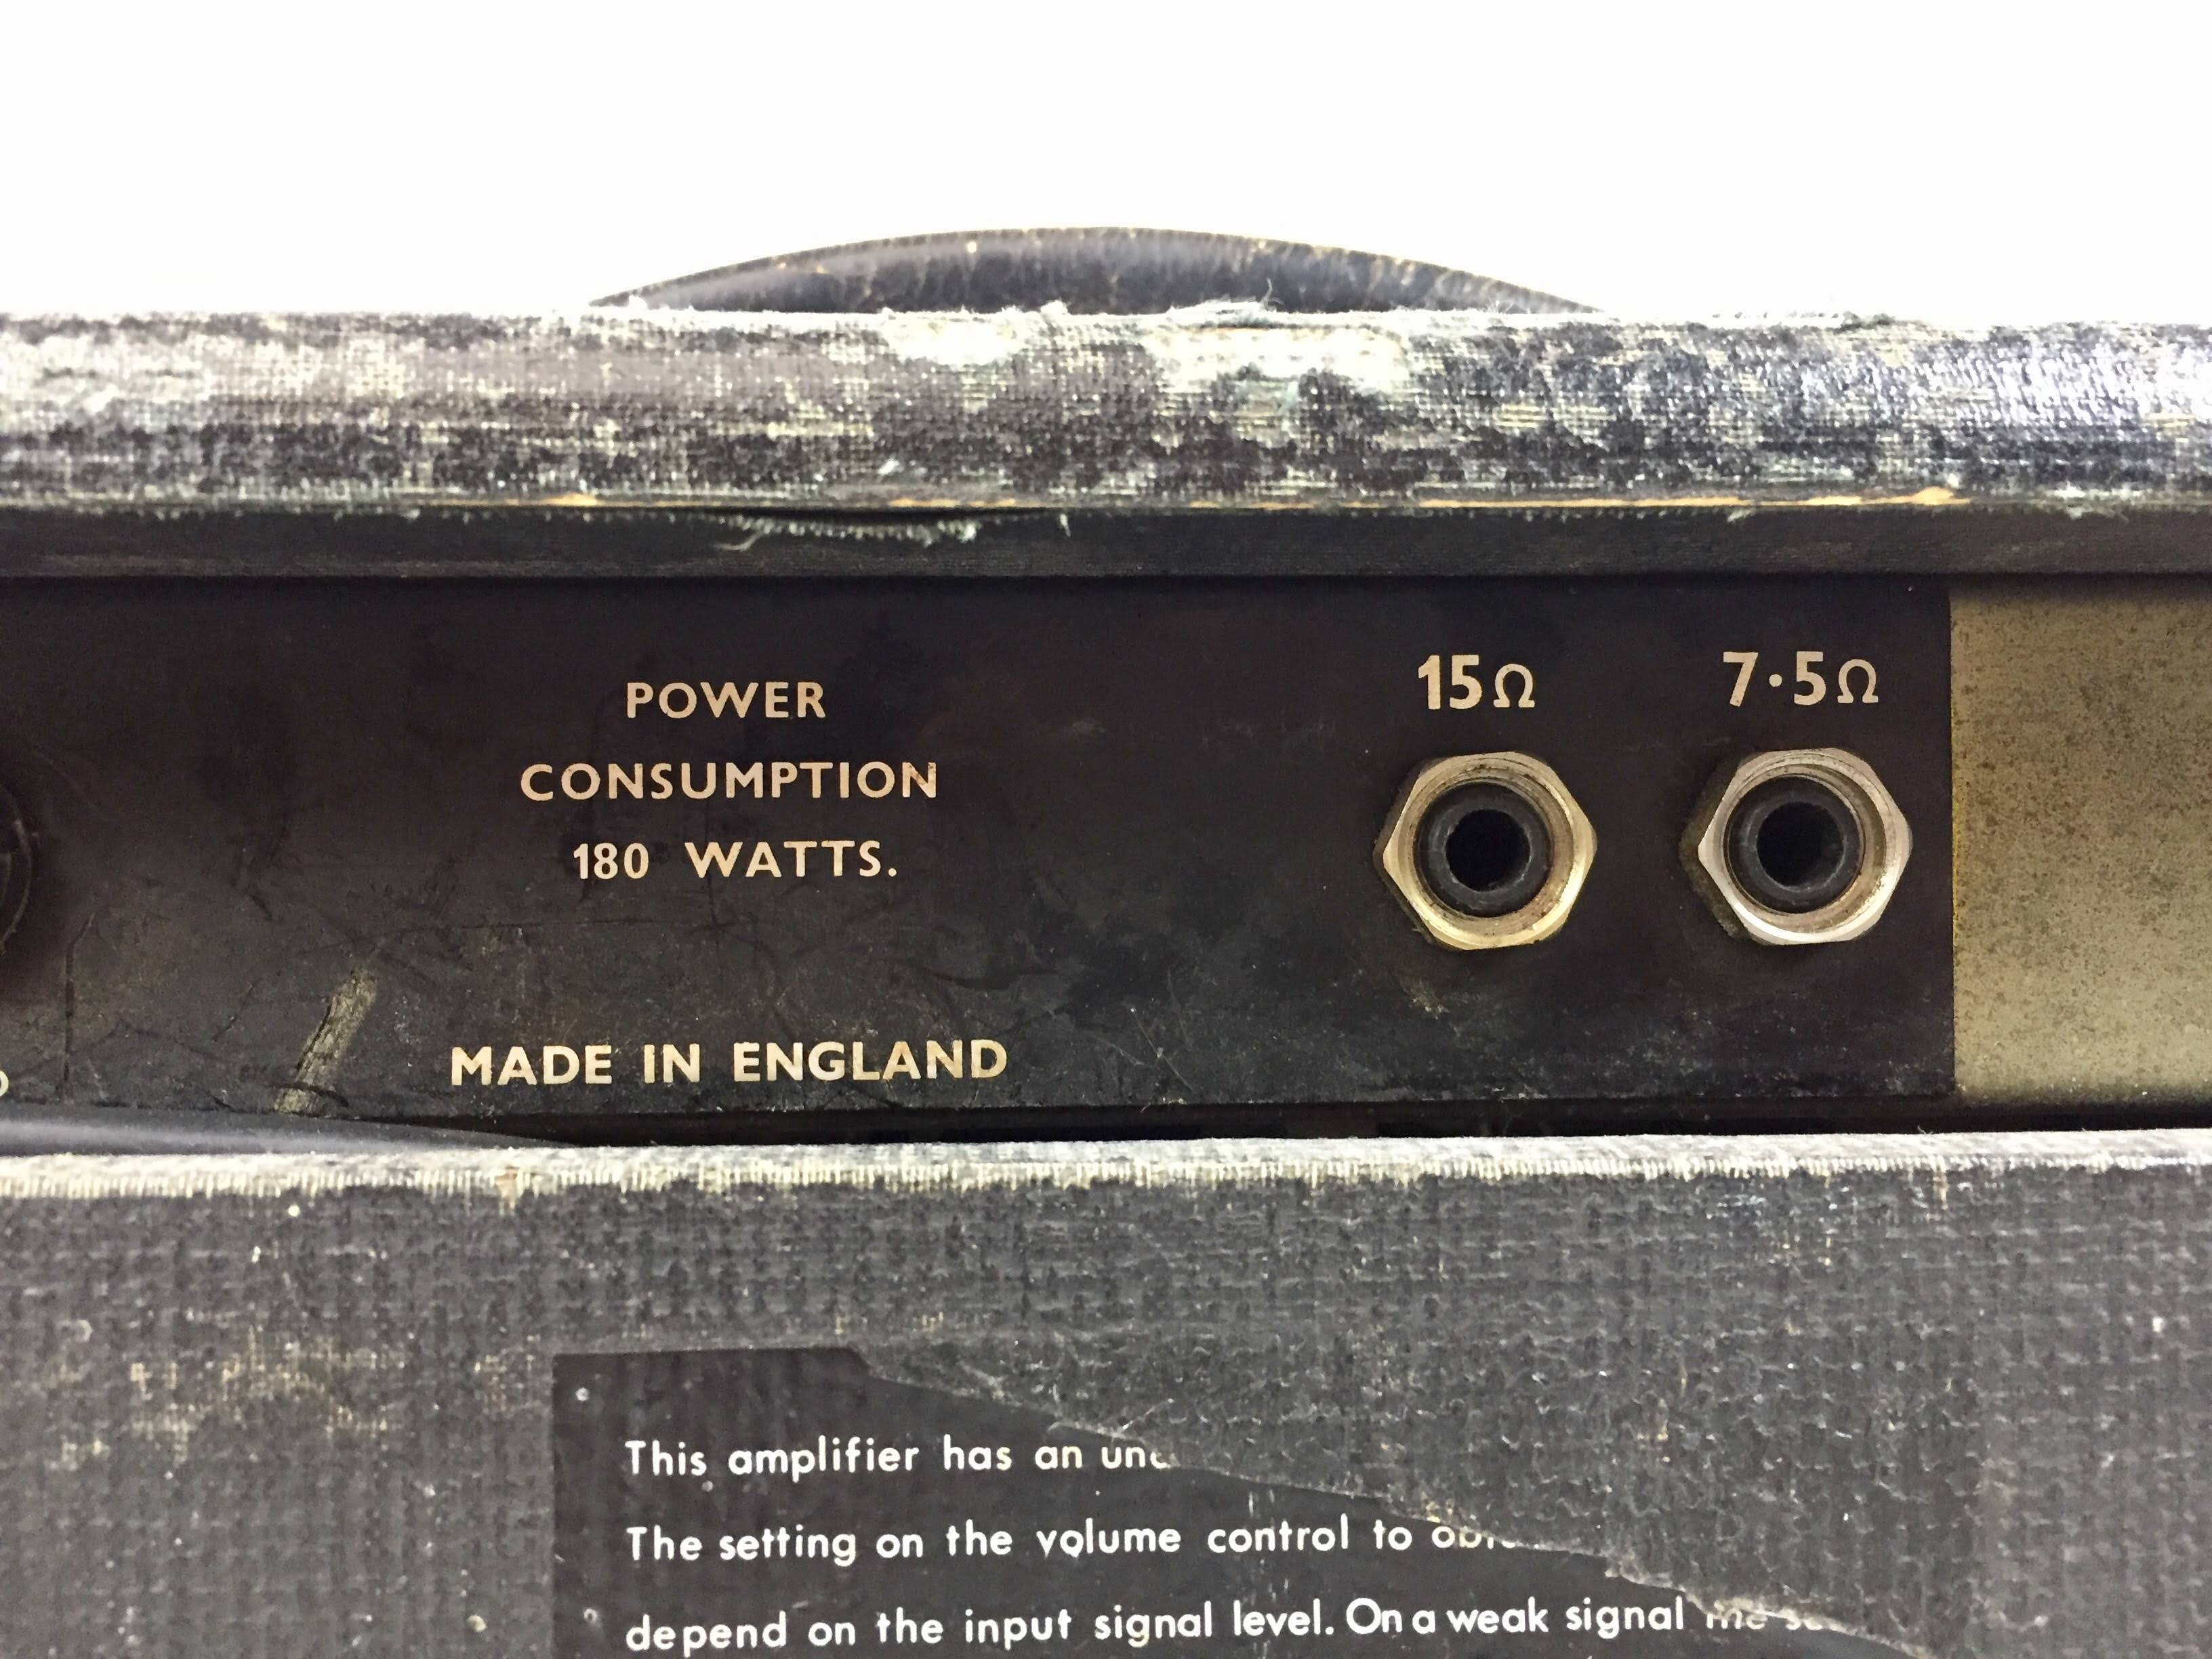 POWER
CONSUMPTION
180 WATTS.
15Ω 7·5Ω
MADE IN ENGLAND
This amplifier has an
The setting on the volume control to
depend on the input signal level. On a weak signal